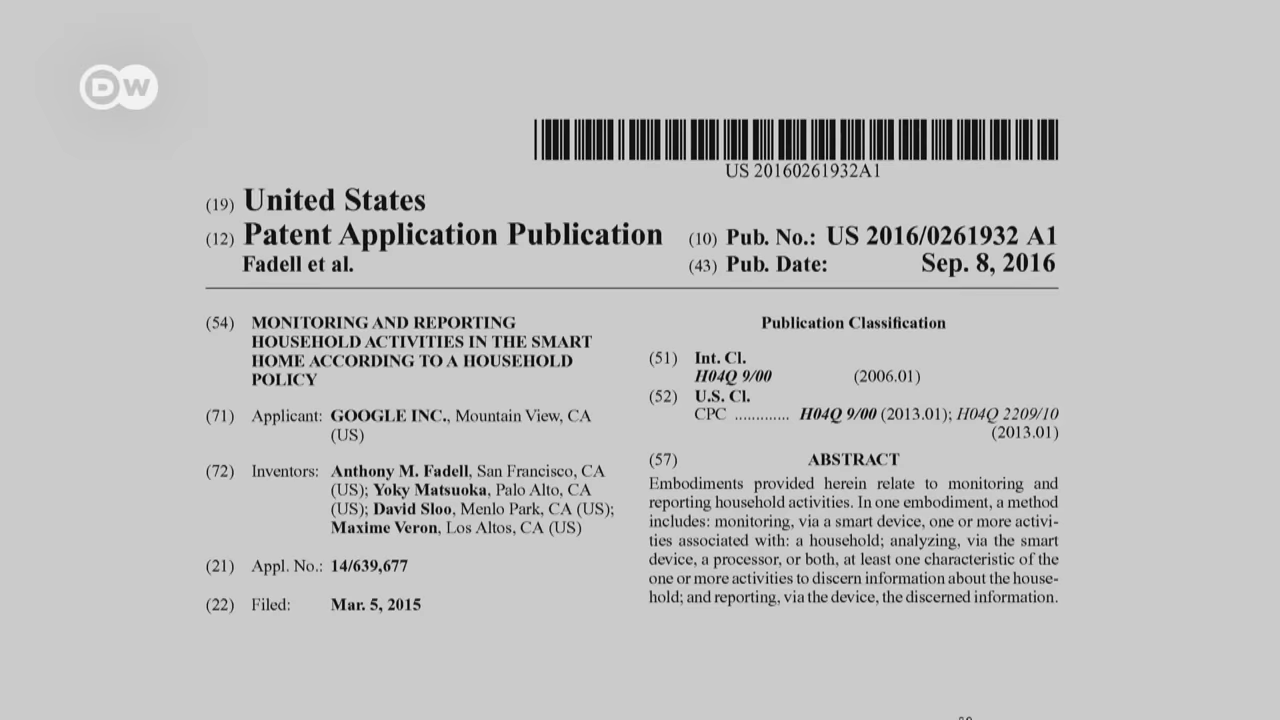 DW
US 20160261932A1
(19) United States
(12) Patent Application Publication
Fadell et al.
(10) Pub. No.: US 2016/0261932 A1
(43) Pub. Date: Sep. 8, 2016
(54) MONITORING AND REPORTING
HOUSEHOLD ACTIVITIES IN THE SMART
HOME ACCORDING TO A HOUSEHOLD
POLICY
(71) Applicant: GOOGLE INC., Mountain View, CA
(US)
(72) Inventors: Anthony M. Fadell, San Francisco, CA
(US); Yoky Matsuoka, Palo Alto, CA
(US); David Sloo, Menlo Park, CA (US);
Maxime Veron, Los Altos, CA (US)
(21) Appl. No.: 14/639,677
(22) Filed: Mar. 5, 2015
Publication Classification
(51) Int. Cl.
H04Q 9/00 (2006.01)
(52) U.S. Cl.
CPC ............. H04Q 9/00 (2013.01); H04Q 2209/10
(2013.01)
(57) ABSTRACT
Embodiments provided herein relate to monitoring and
reporting household activities. In one embodiment, a method
includes: monitoring, via a smart device, one or more activi-
ties associated with: a household; analyzing, via the smart
device, a processor, or both, at least one characteristic of the
one or more activities to discern information about the house-
hold; and reporting, via the device, the discerned information.